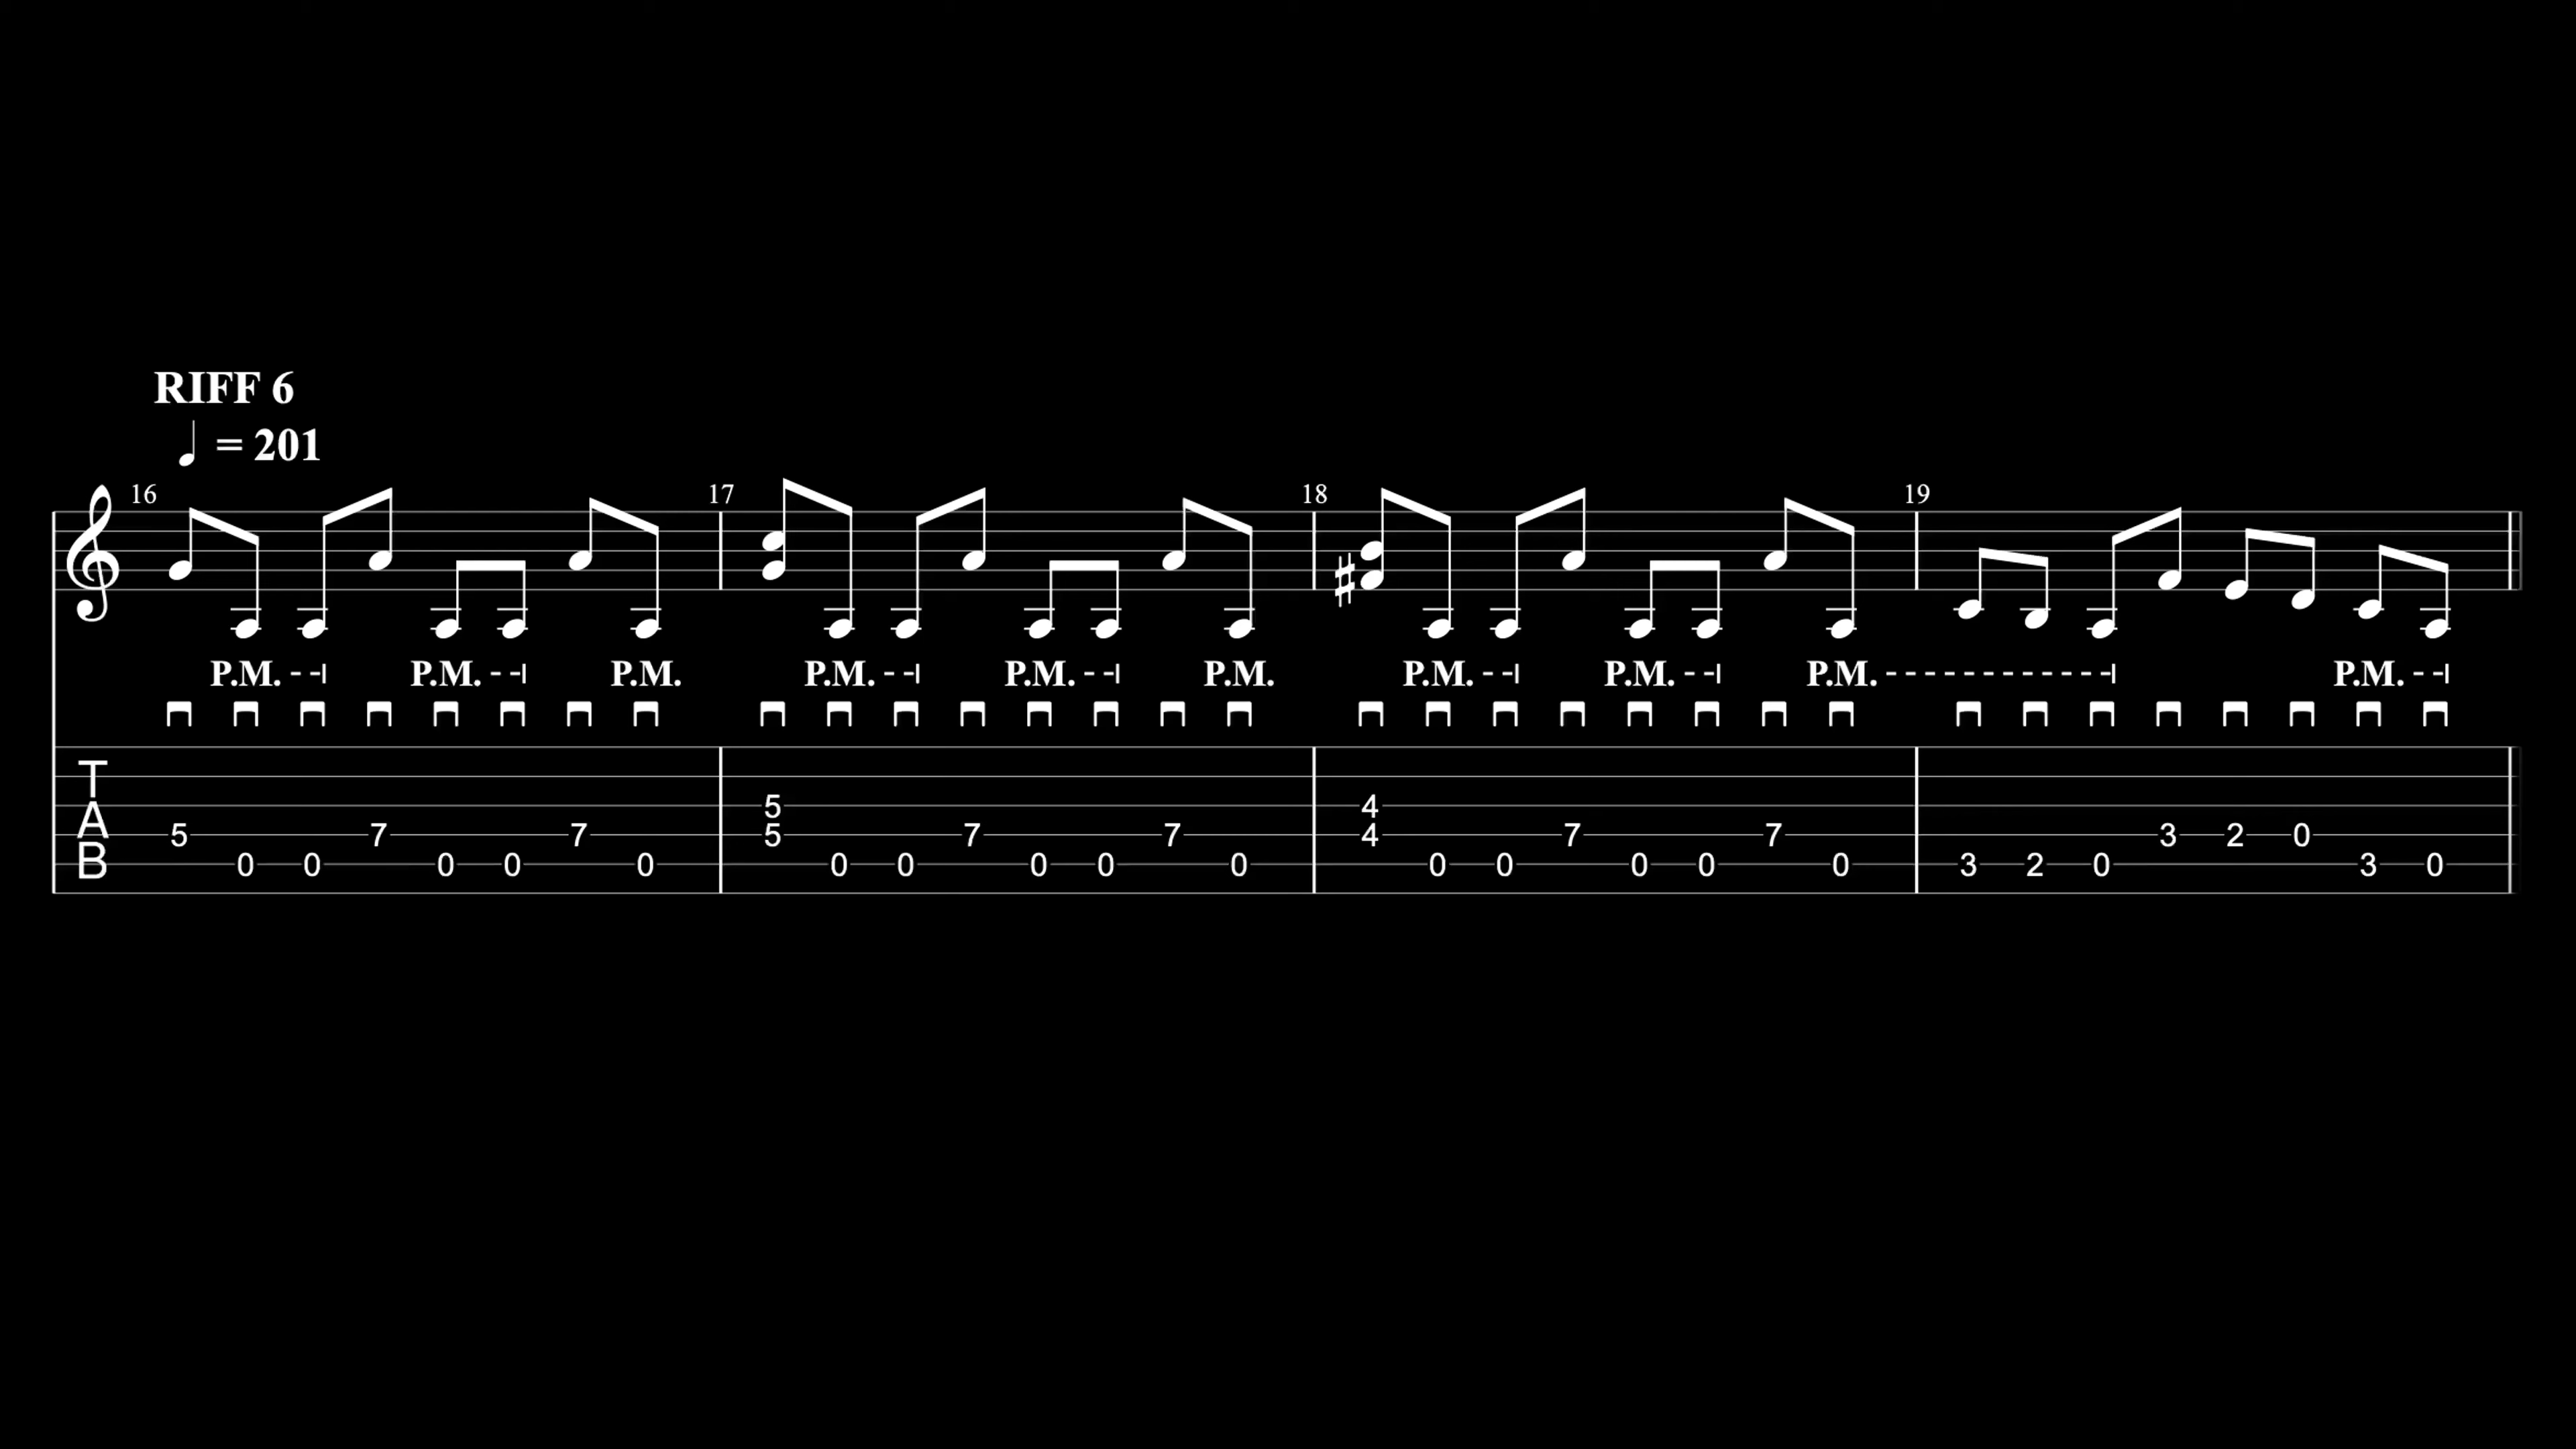 RIFF 6
= 201
16 17 18 19
P.M. P.M. P.M. P.M. P.M. P.M. P.M. P.M. P.M. P.M.
T
5 4
A 5 7 7 5 7 7 4 7 7 3 2 0
B 0 0 0 0 0 0 0 0 0 0 0 0 0 0 0 3 2 0 3 0